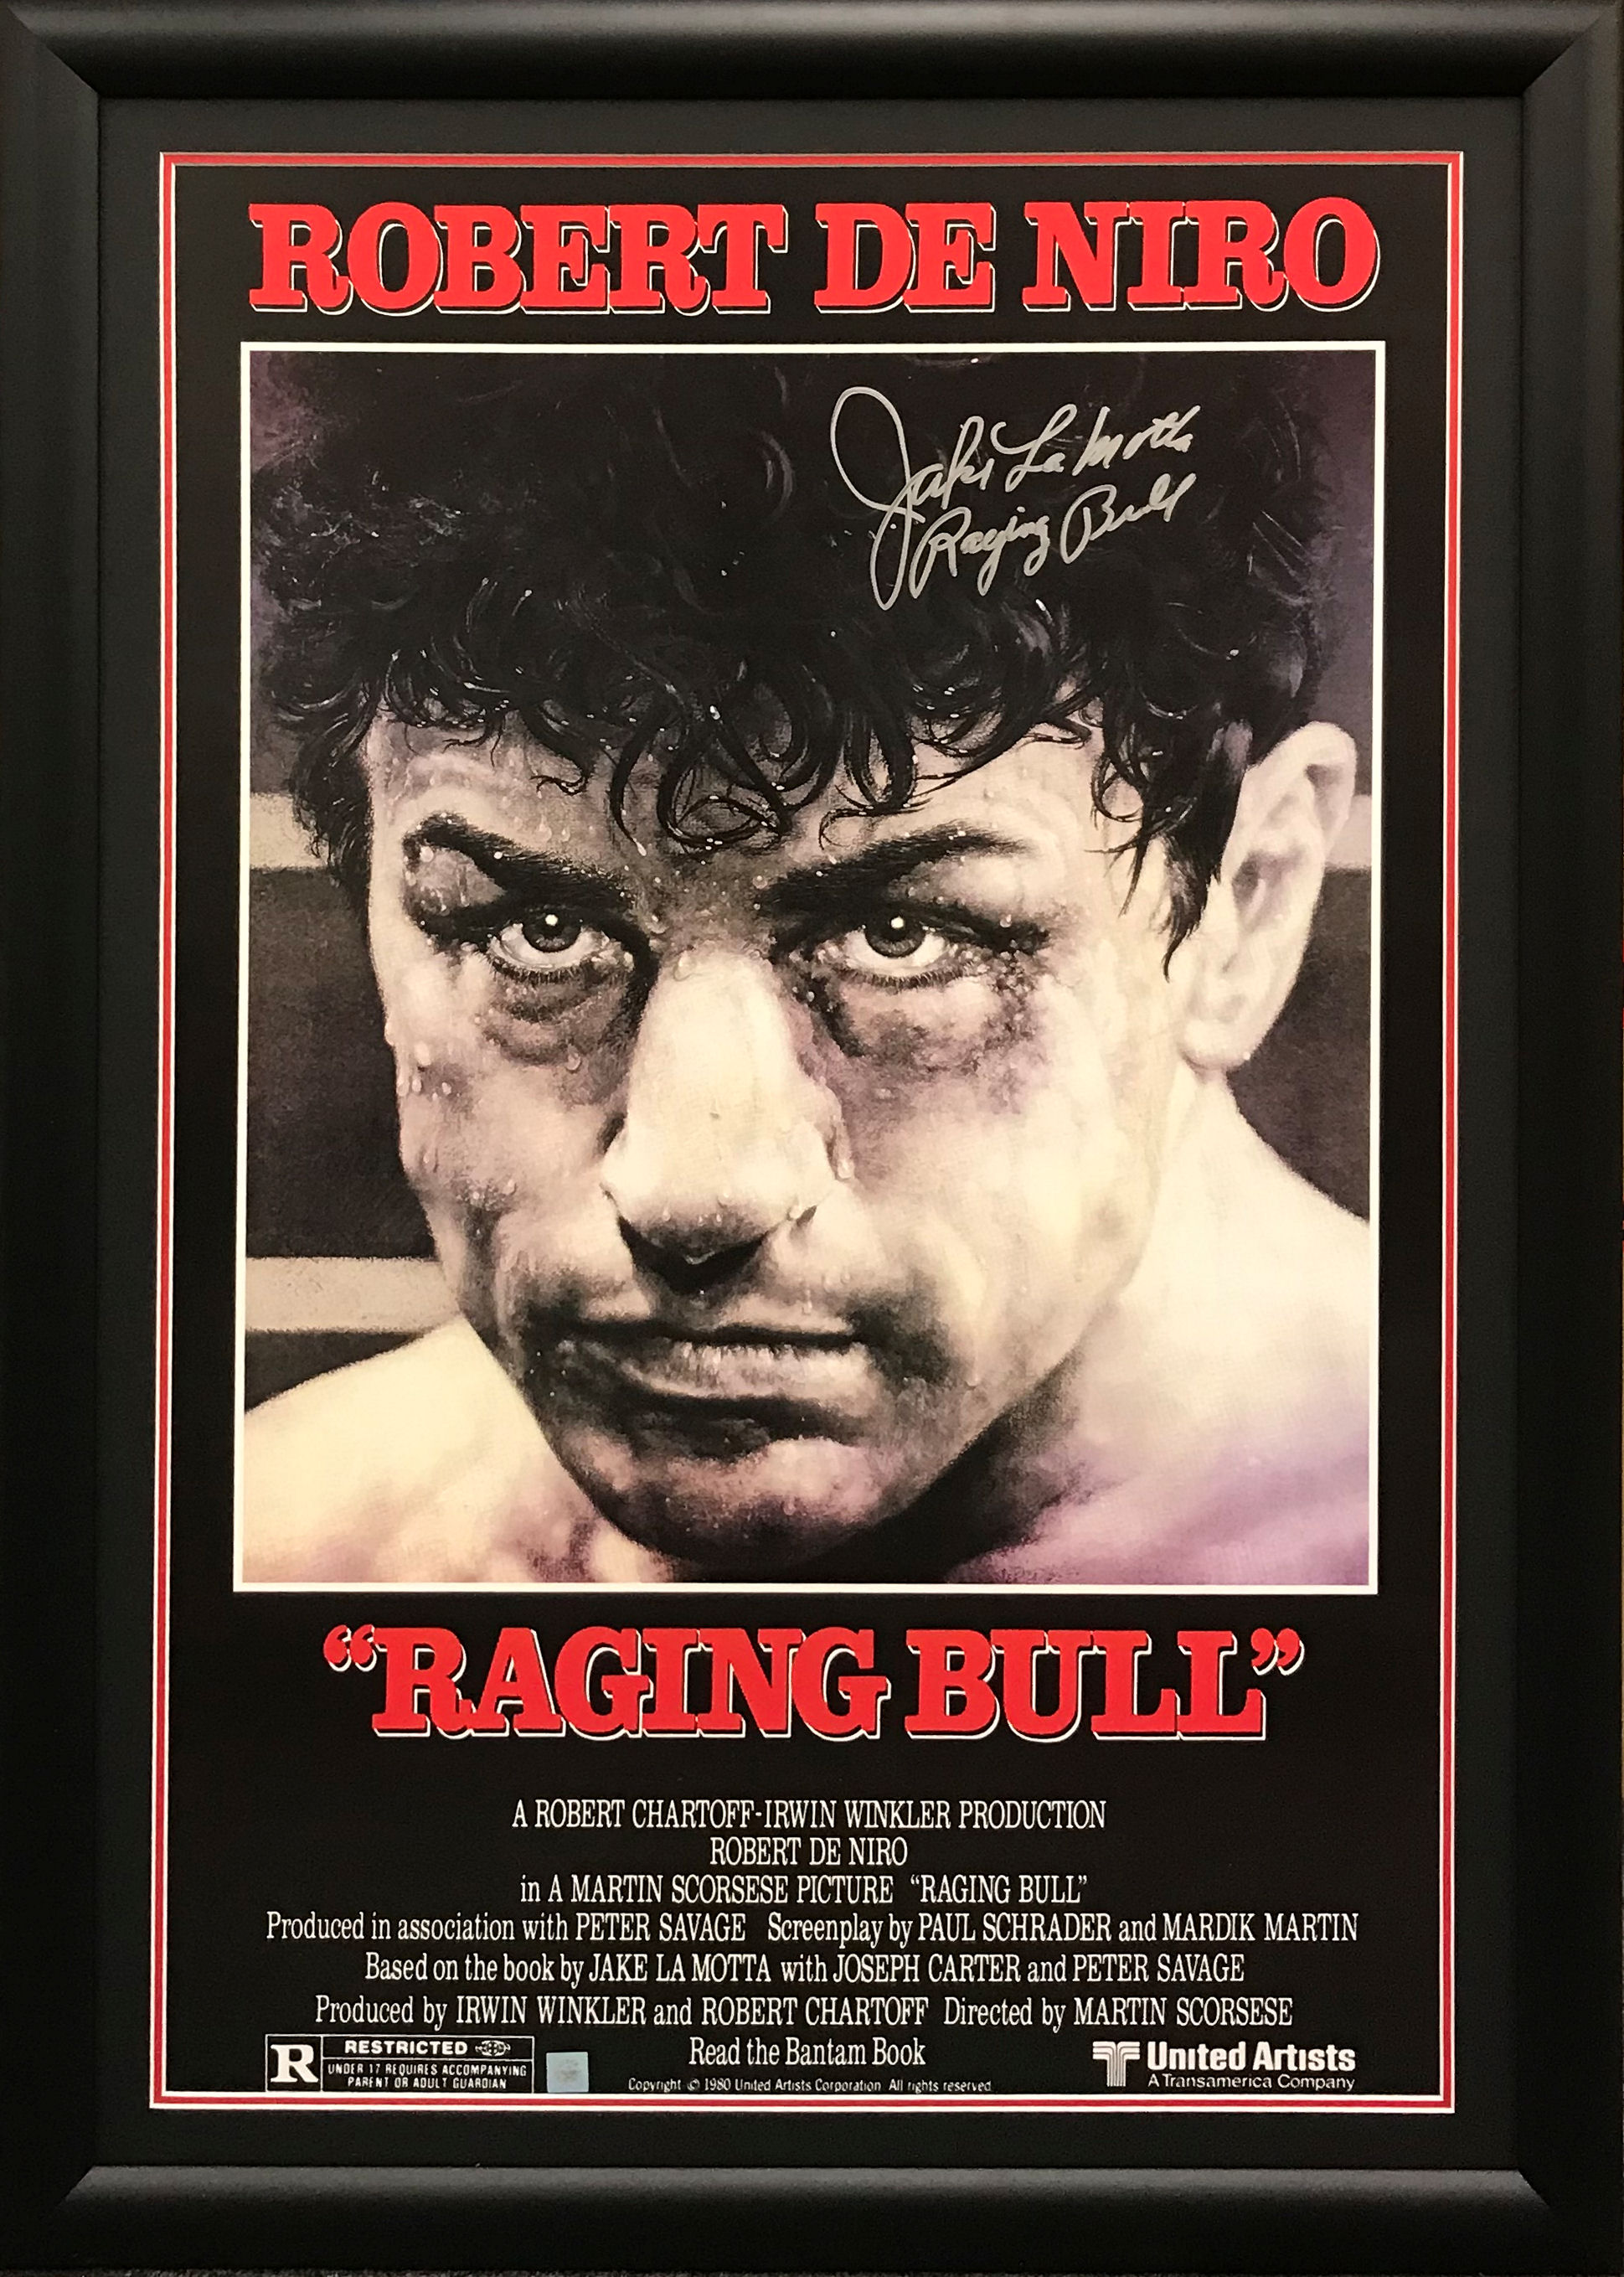 ROBERT DE NIRO
Jake La Motta
Raging Bull
“RAGING BULL”
A ROBERT CHARTOFF-IRWIN WINKLER PRODUCTION
ROBERT DE NIRO
in A MARTIN SCORSESE PICTURE “RAGING BULL”
Produced in association with PETER SAVAGE Screenplay by PAUL SCHRADER and MARDIK MARTIN
Based on the book by JAKE LA MOTTA with JOSEPH CARTER and PETER SAVAGE
Produced by IRWIN WINKLER and ROBERT CHARTOFF Directed by MARTIN SCORSESE
R RESTRICTED
UNDER 17 REQUIRES ACCOMPANYING
PARENT OR ADULT GUARDIAN
Read the Bantam Book
Copyright © 1980 United Artists Corporation All rights reserved
United Artists
A Transamerica Company